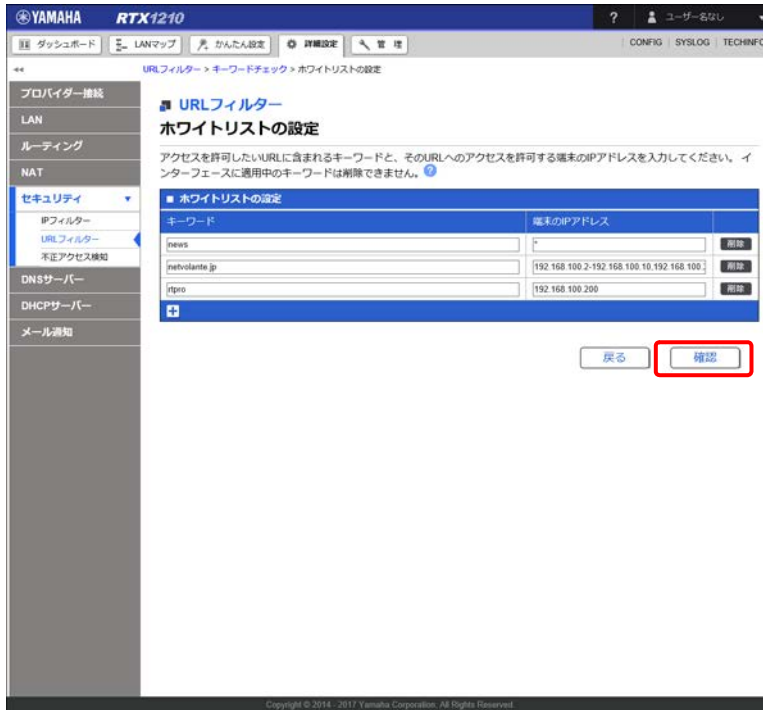 YAMAHA RTX1210 ? ユーザー名なし
ダッシュボード LANマップ かんたん設定 詳細設定 管理 CONFIG SYSLOG TECHINFO
URLフィルター > キーワードチェック > ホワイトリストの設定
プロバイダー接続
LAN
ルーティング
NAT
セキュリティ
IPフィルター
URLフィルター
不正アクセス検知
DNSサーバー
DHCPサーバー
メール通知
URLフィルター
ホワイトリストの設定
アクセスを許可したいURLに含まれるキーワードと、そのURLへのアクセスを許可する端末のIPアドレスを入力してください。イ
ンターフェースに適用中のキーワードは削除できません。?
■ ホワイトリストの設定
キーワード 端末のIPアドレス
news * 削除
netvolante.jp 192.168.100.2-192.168.100.10,192.168.100. 削除
rtpro 192.168.100.200 削除
+
戻る 確認
Copyright © 2014 - 2017 Yamaha Corporation. All Rights Reserved.